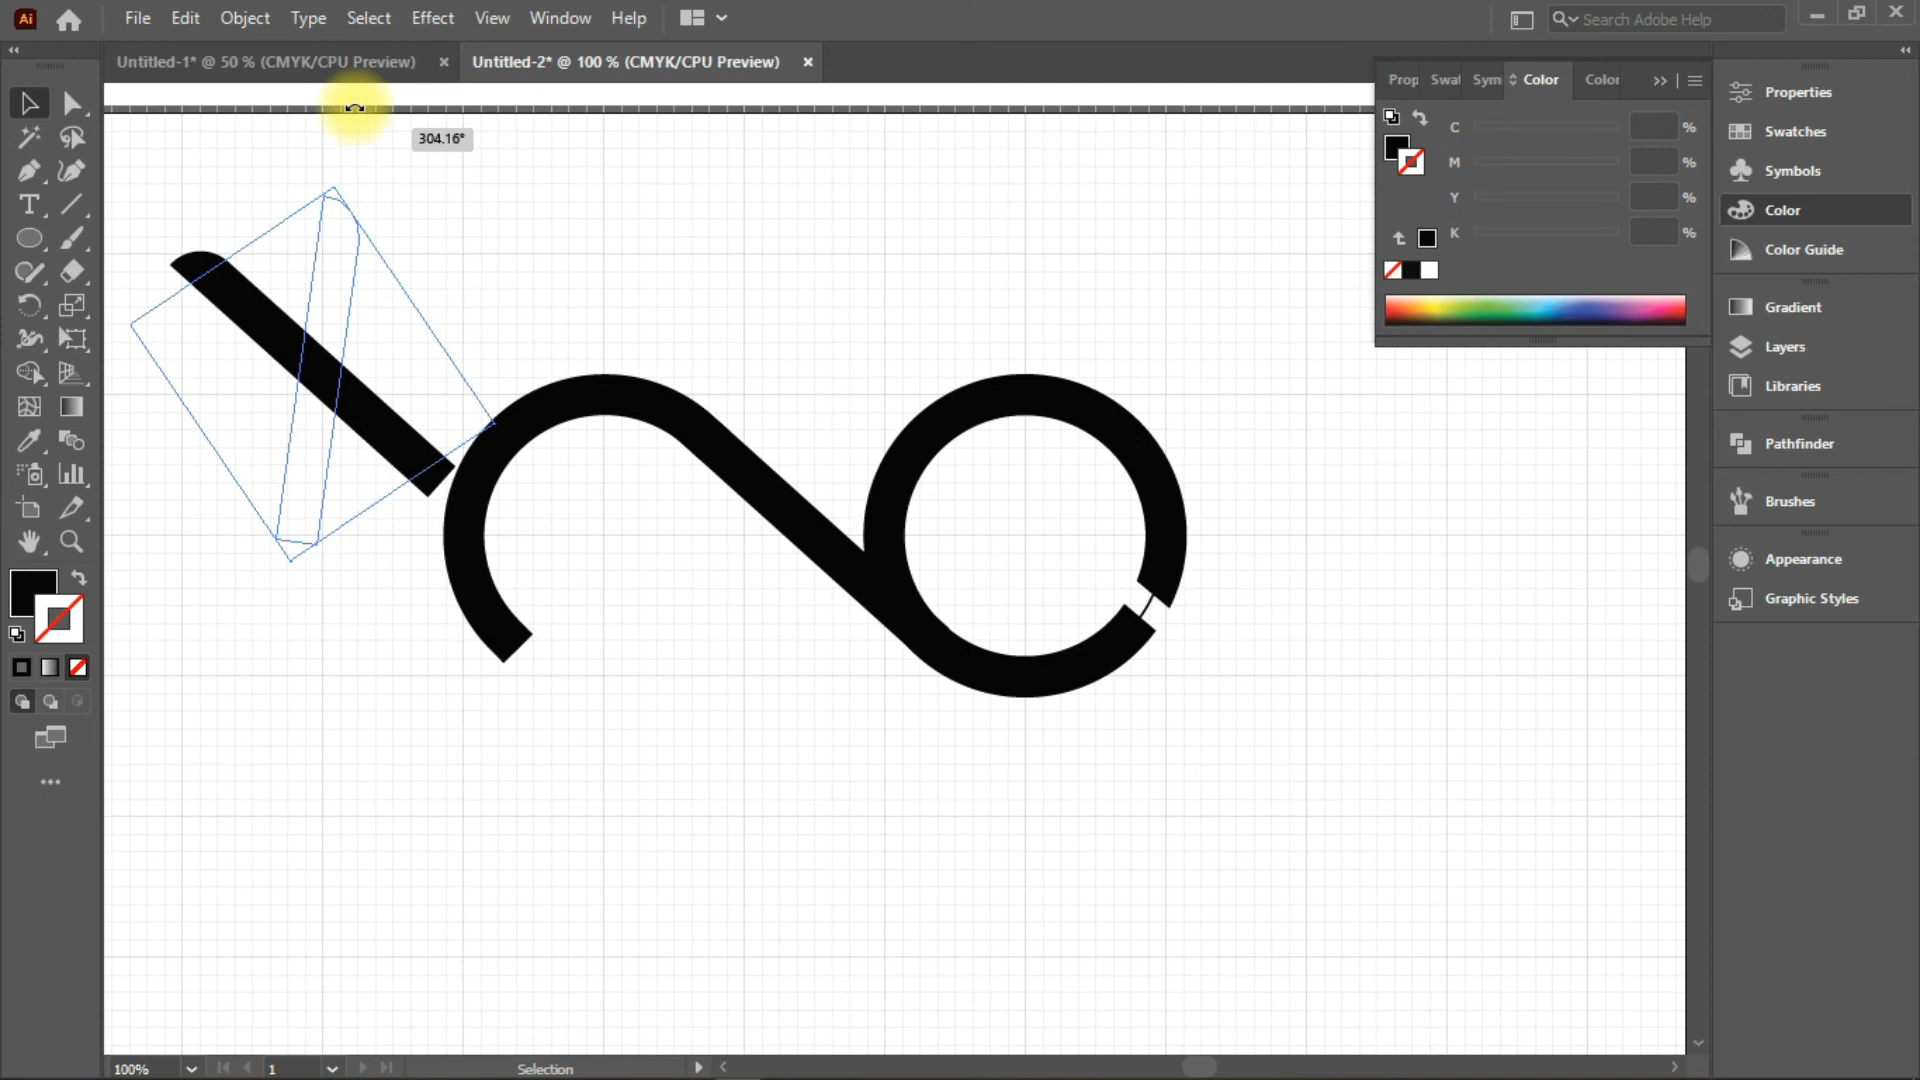 Ai File Edit Object Type Select Effect View Window Help Search Adobe Help
Untitled-1* @ 50 % (CMYK/CPU Preview) × Untitled-2* @ 100 % (CMYK/CPU Preview) ×
304.16°
Prop Swat Sym Color Color
C %
M %
Y %
K %
Properties
Swatches
Symbols
Color
Color Guide
Gradient
Layers
Libraries
Pathfinder
Brushes
Appearance
Graphic Styles
100% 1 Selection